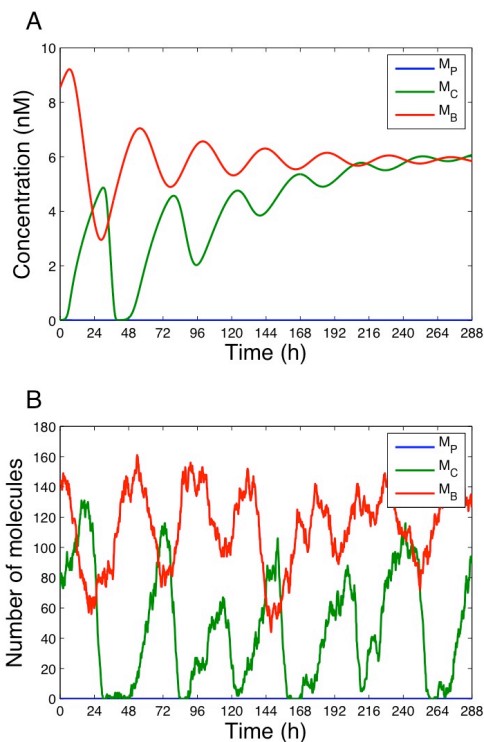 A
10
8
6
4
2
0
Concentration (nM)
M_P
M_C
M_B
0 24 48 72 96 120 144 168 192 216 240 264 288
Time (h)
B
180
160
140
120
100
80
60
40
20
0
Number of molecules
M_P
M_C
M_B
0 24 48 72 96 120 144 168 192 216 240 264 288
Time (h)